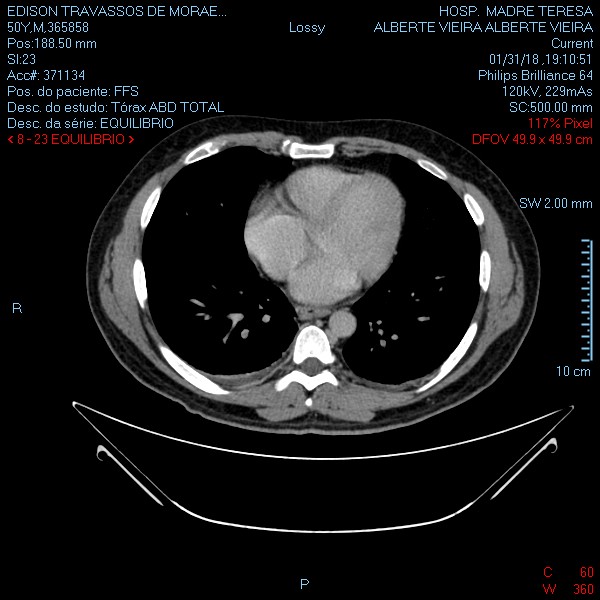 EDISON TRAVASSOS DE MORAE...
50Y,M,365858
Pos:188.50 mm
SI:23
Acc#: 371134
Pos. do paciente: FFS
Desc. do estudo: Tórax ABD TOTAL
Desc. da série: EQUILIBRIO
< 8 - 23 EQUILIBRIO >
Lossy
HOSP. MADRE TERESA
ALBERTE VIEIRA ALBERTE VIEIRA
Current
01/31/18 ,19:10:51
Philips Brilliance 64
120kV, 229mAs
SC:500.00 mm
117% Pixel
DFOV 49.9 x 49.9 cm
SW 2.00 mm
R
10 cm
P
C 60
W 360